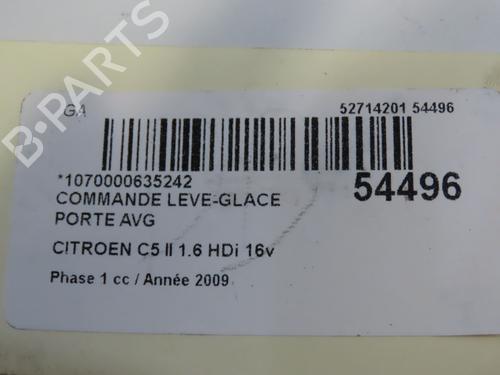 GA
52714201 54496
*1070000635242
54496
COMMANDE LEVE-GLACE
PORTE AVG
CITROEN C5 II 1.6 HDi 16v
Phase 1 cc / Année 2009
B-PARTS